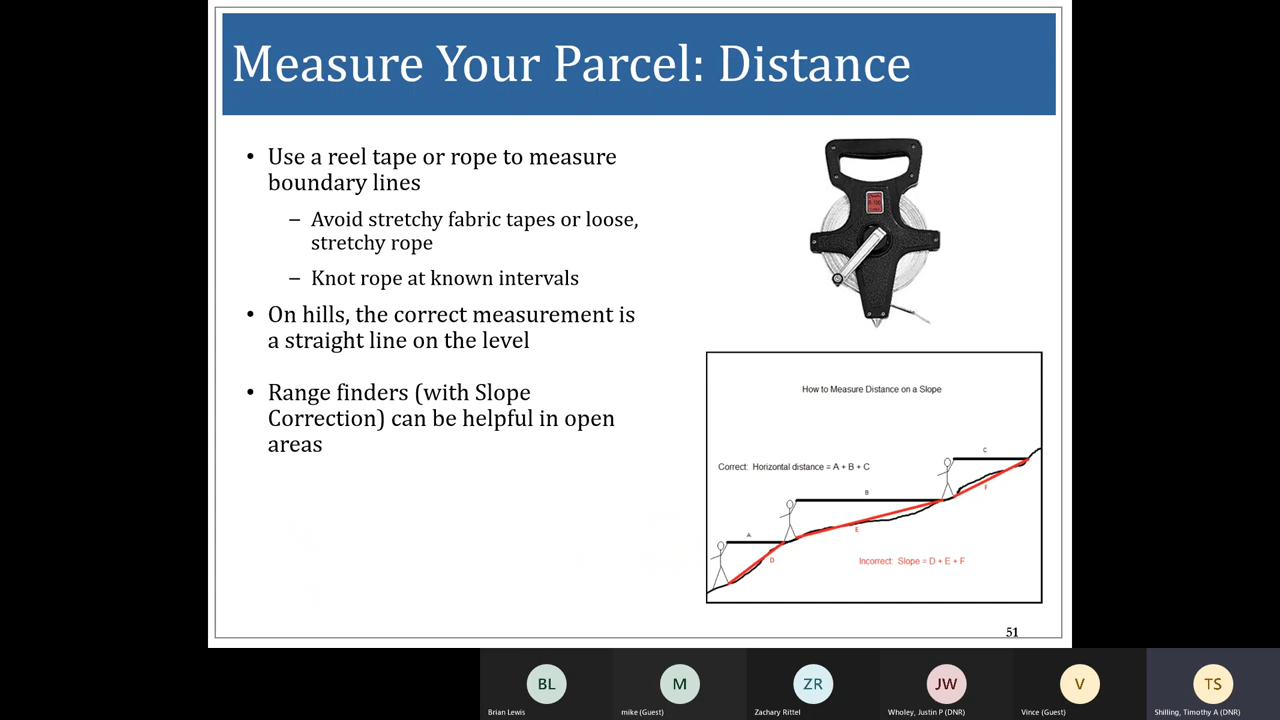 Measure Your Parcel: Distance
• Use a reel tape or rope to measure
boundary lines
– Avoid stretchy fabric tapes or loose,
stretchy rope
– Knot rope at known intervals
• On hills, the correct measurement is
a straight line on the level
• Range finders (with Slope
Correction) can be helpful in open
areas
How to Measure Distance on a Slope
C
Correct: Horizontal distance = A + B + C
F
B
E
A
D
Incorrect: Slope = D + E + F
51
BL
M
ZR
JW
V
TS
Brian Lewis
mike (Guest)
Zachary Rittel
Wholey, Justin P (DNR)
Vince (Guest)
Shilling, Timothy A (DNR)